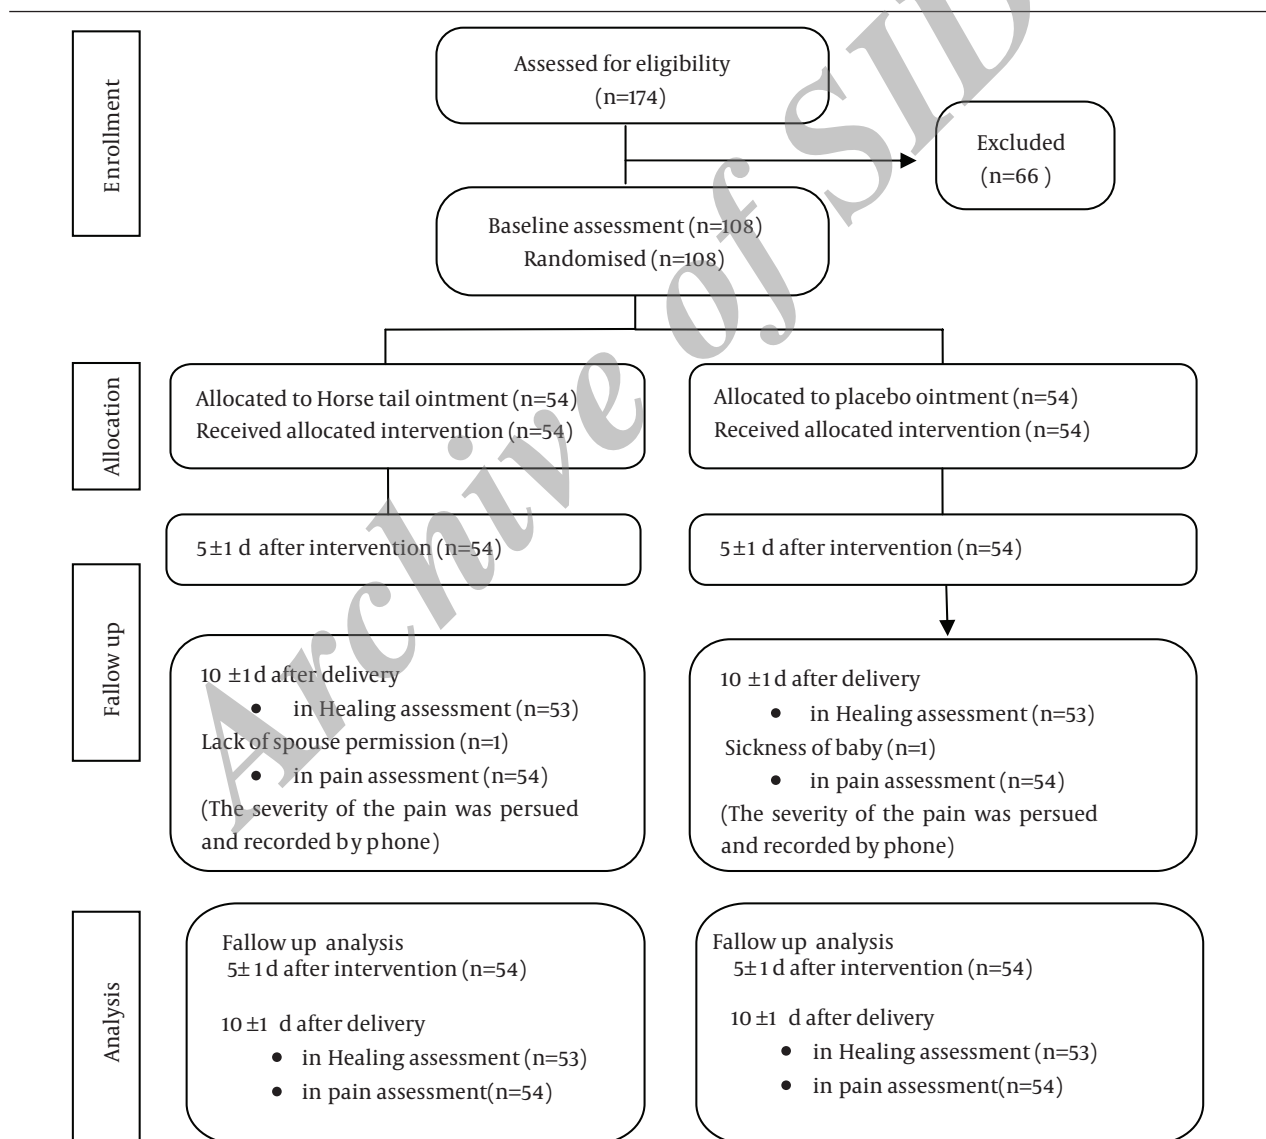 Enrollment
Assessed for eligibility
(n=174)
Excluded
(n=66 )
Baseline assessment (n=108)
Randomised (n=108)
Allocation
Allocated to Horse tail ointment (n=54)
Received allocated intervention (n=54)
Allocated to placebo ointment (n=54)
Received allocated intervention (n=54)
5±1 d after intervention (n=54)
5±1 d after intervention (n=54)
Fallow up
10 ±1 d after delivery
• in Healing assessment (n=53)
Lack of spouse permission (n=1)
• in pain assessment (n=54)
(The severity of the pain was persued
and recorded by phone)
10 ±1 d after delivery
• in Healing assessment (n=53)
Sickness of baby (n=1)
• in pain assessment (n=54)
(The severity of the pain was persued
and recorded by phone)
Analysis
Fallow up analysis
5±1 d after intervention (n=54)
10 ±1 d after delivery
• in Healing assessment (n=53)
• in pain assessment(n=54)
Fallow up analysis
5±1 d after intervention (n=54)
10 ±1 d after delivery
• in Healing assessment (n=53)
• in pain assessment(n=54)
Archive of SID